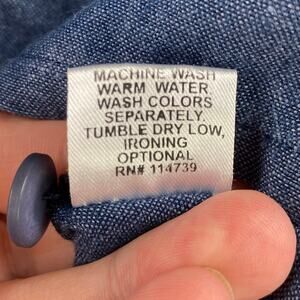 MACHINE WASH
WARM WATER.
WASH COLORS
SEPARATELY.
TUMBLE DRY LOW,
IRONING
OPTIONAL
RN# 114739